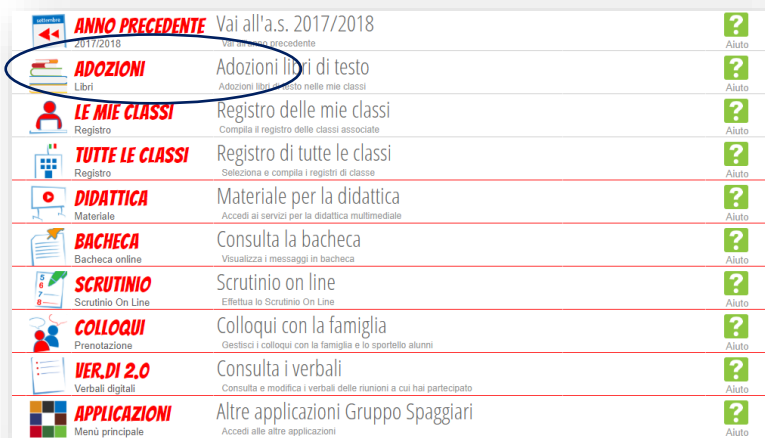 settembre
ANNO PRECEDENTE Vai all'a.s. 2017/2018
2017/2018 Vai all'anno precedente Aiuto
ADOZIONI Adozioni libri di testo
Libri Adozioni libri di testo nelle mie classi Aiuto
LE MIE CLASSI Registro delle mie classi
Registro Compila il registro delle classi associate Aiuto
TUTTE LE CLASSI Registro di tutte le classi
Registro Seleziona e compila i registri di classe Aiuto
DIDATTICA Materiale per la didattica
Materiale Accedi ai servizi per la didattica multimediale Aiuto
BACHECA Consulta la bacheca
Bacheca online Visualizza i messaggi in bacheca Aiuto
5
6
7
8
SCRUTINIO Scrutinio on line
Scrutinio On Line Effettua lo Scrutinio On Line Aiuto
COLLOQUI Colloqui con la famiglia
Prenotazione Gestisci i colloqui con la famiglia e lo sportello alunni Aiuto
VER.DI 2.0 Consulta i verbali
Verbali digitali Consulta e modifica i verbali delle riunioni a cui hai partecipato Aiuto
APPLICAZIONI Altre applicazioni Gruppo Spaggiari
Menù principale Accedi alle altre applicazioni Aiuto